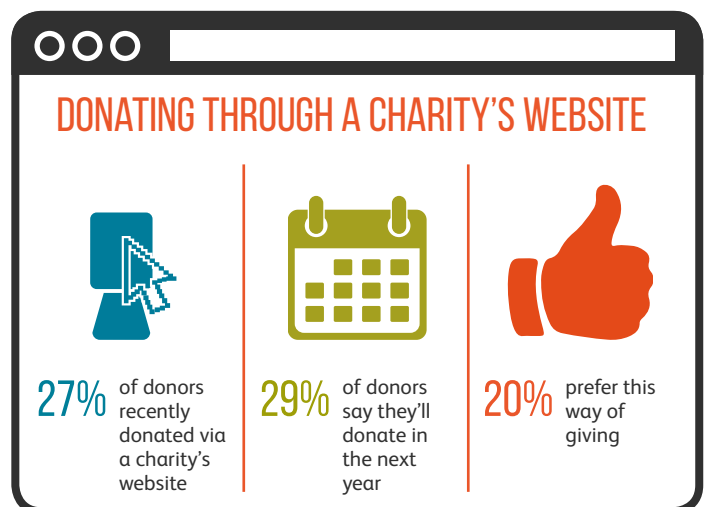 DONATING THROUGH A CHARITY'S WEBSITE
27%
of donors
recently
donated via
a charity's
website
29%
of donors
say they'll
donate in
the next
year
20%
prefer this
way of
giving